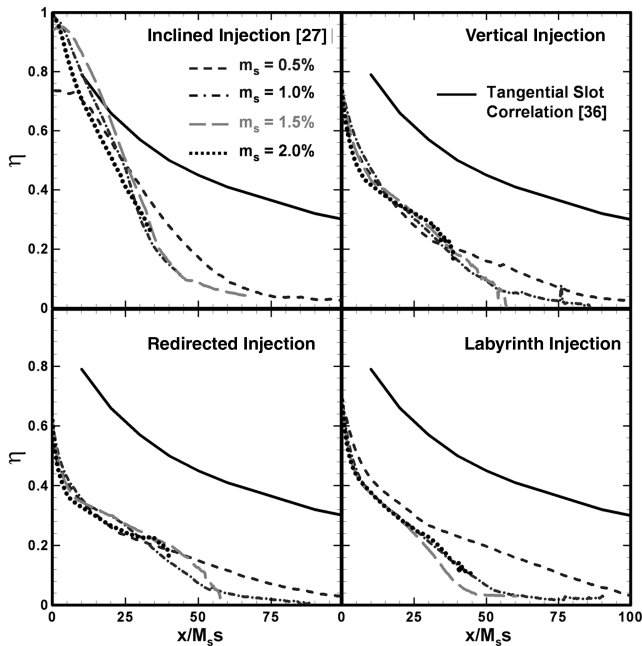 Inclined Injection [27]
m_s = 0.5%
m_s = 1.0%
m_s = 1.5%
m_s = 2.0%
Vertical Injection
Tangential Slot
Correlation [36]
η
1
0.8
0.6
0.4
0.2
0
Redirected Injection
Labyrinth Injection
η
0.8
0.6
0.4
0.2
0
0 25 50 75 0 25 50 75 100
x/M_ss x/M_ss